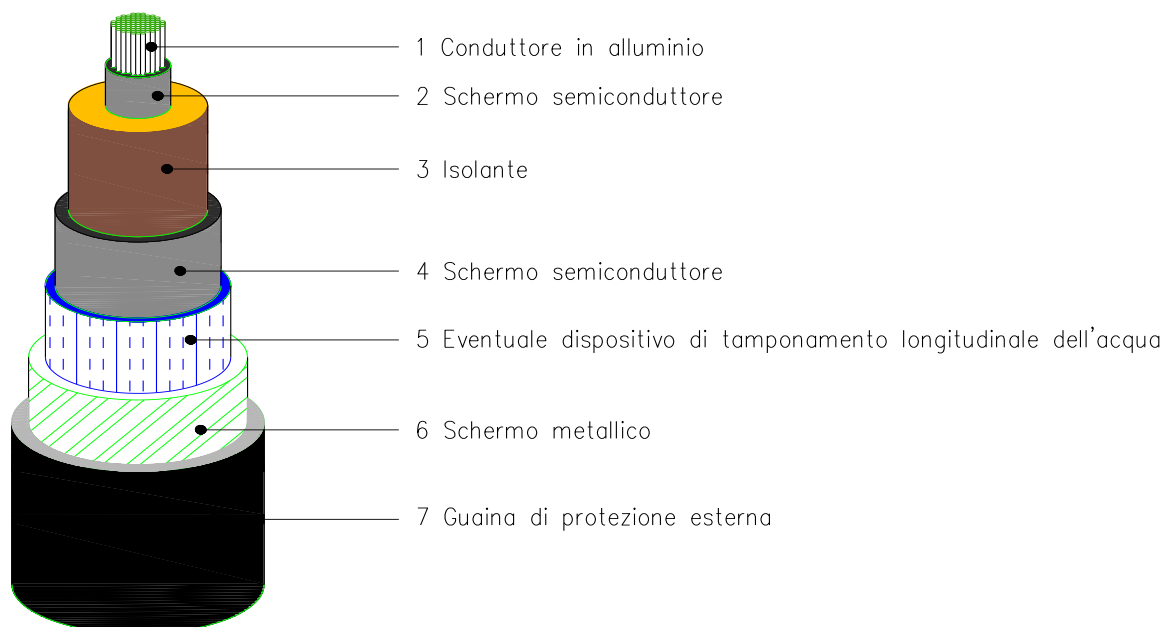 1 Conduttore in alluminio
2 Schermo semiconduttore
3 Isolante
4 Schermo semiconduttore
5 Eventuale dispositivo di tamponamento longitudinale dell'acqua
6 Schermo metallico
7 Guaina di protezione esterna